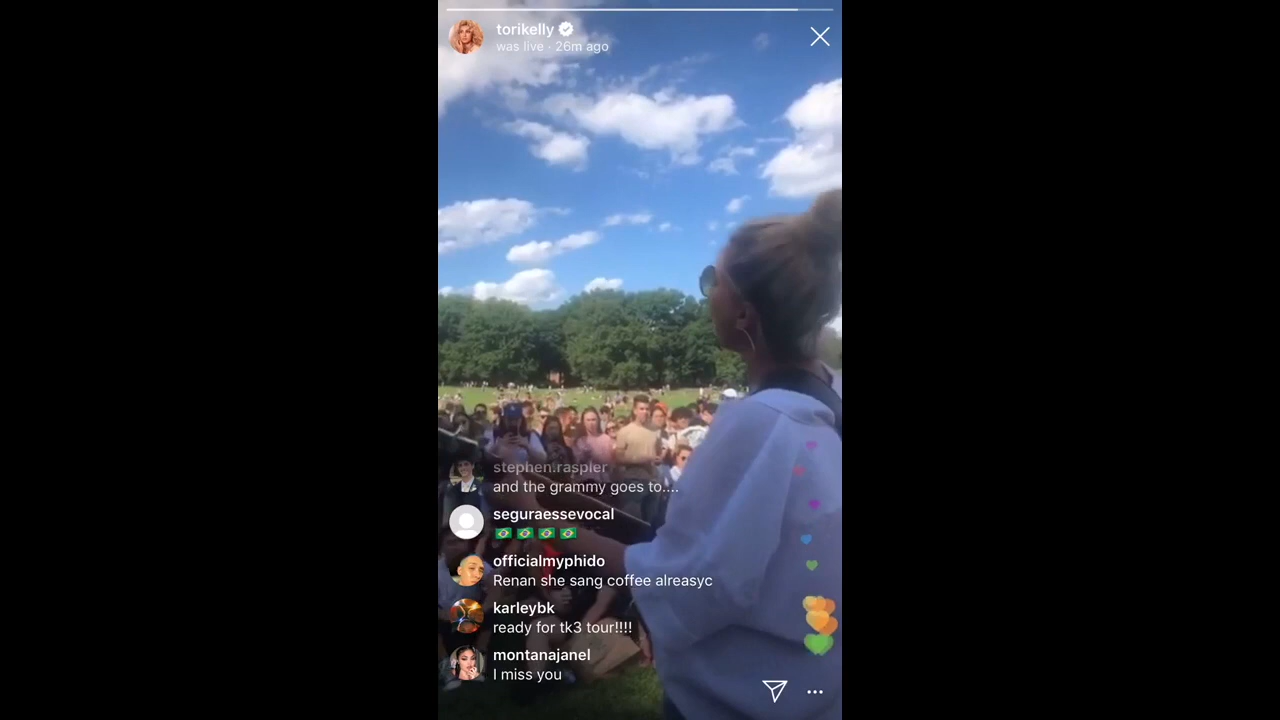 torikelly
was live · 26m ago
stephen.raspler
and the grammy goes to....
seguraessevocal
🇧🇷 🇧🇷 🇧🇷 🇧🇷
officialmyphido
Renan she sang coffee alreasyc
karleybk
ready for tk3 tour!!!!
montanajanel
I miss you